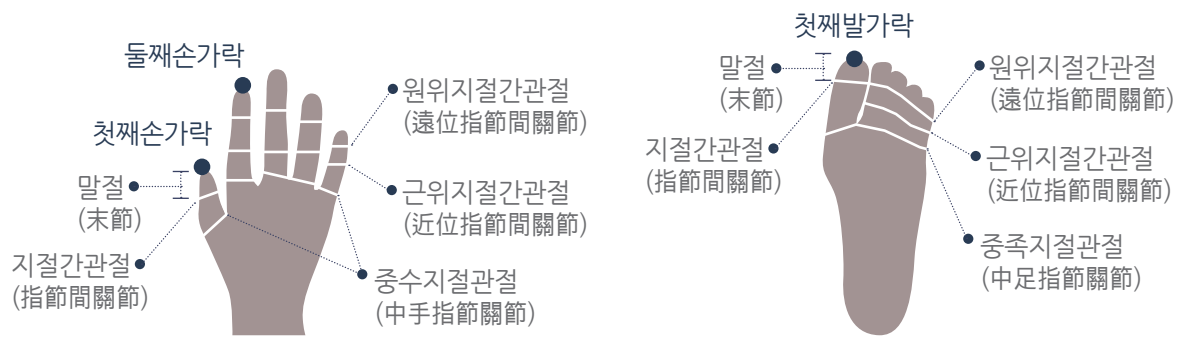 둘째손가락
첫째손가락
말절
(末節)
지절간관절
(指節間關節)
원위지절간관절
(遠位指節間關節)
근위지절간관절
(近位指節間關節)
중수지절관절
(中手指節關節)
첫째발가락
말절
(末節)
지절간관절
(指節間關節)
원위지절간관절
(遠位指節間關節)
근위지절간관절
(近位指節間關節)
중족지절관절
(中足指節關節)